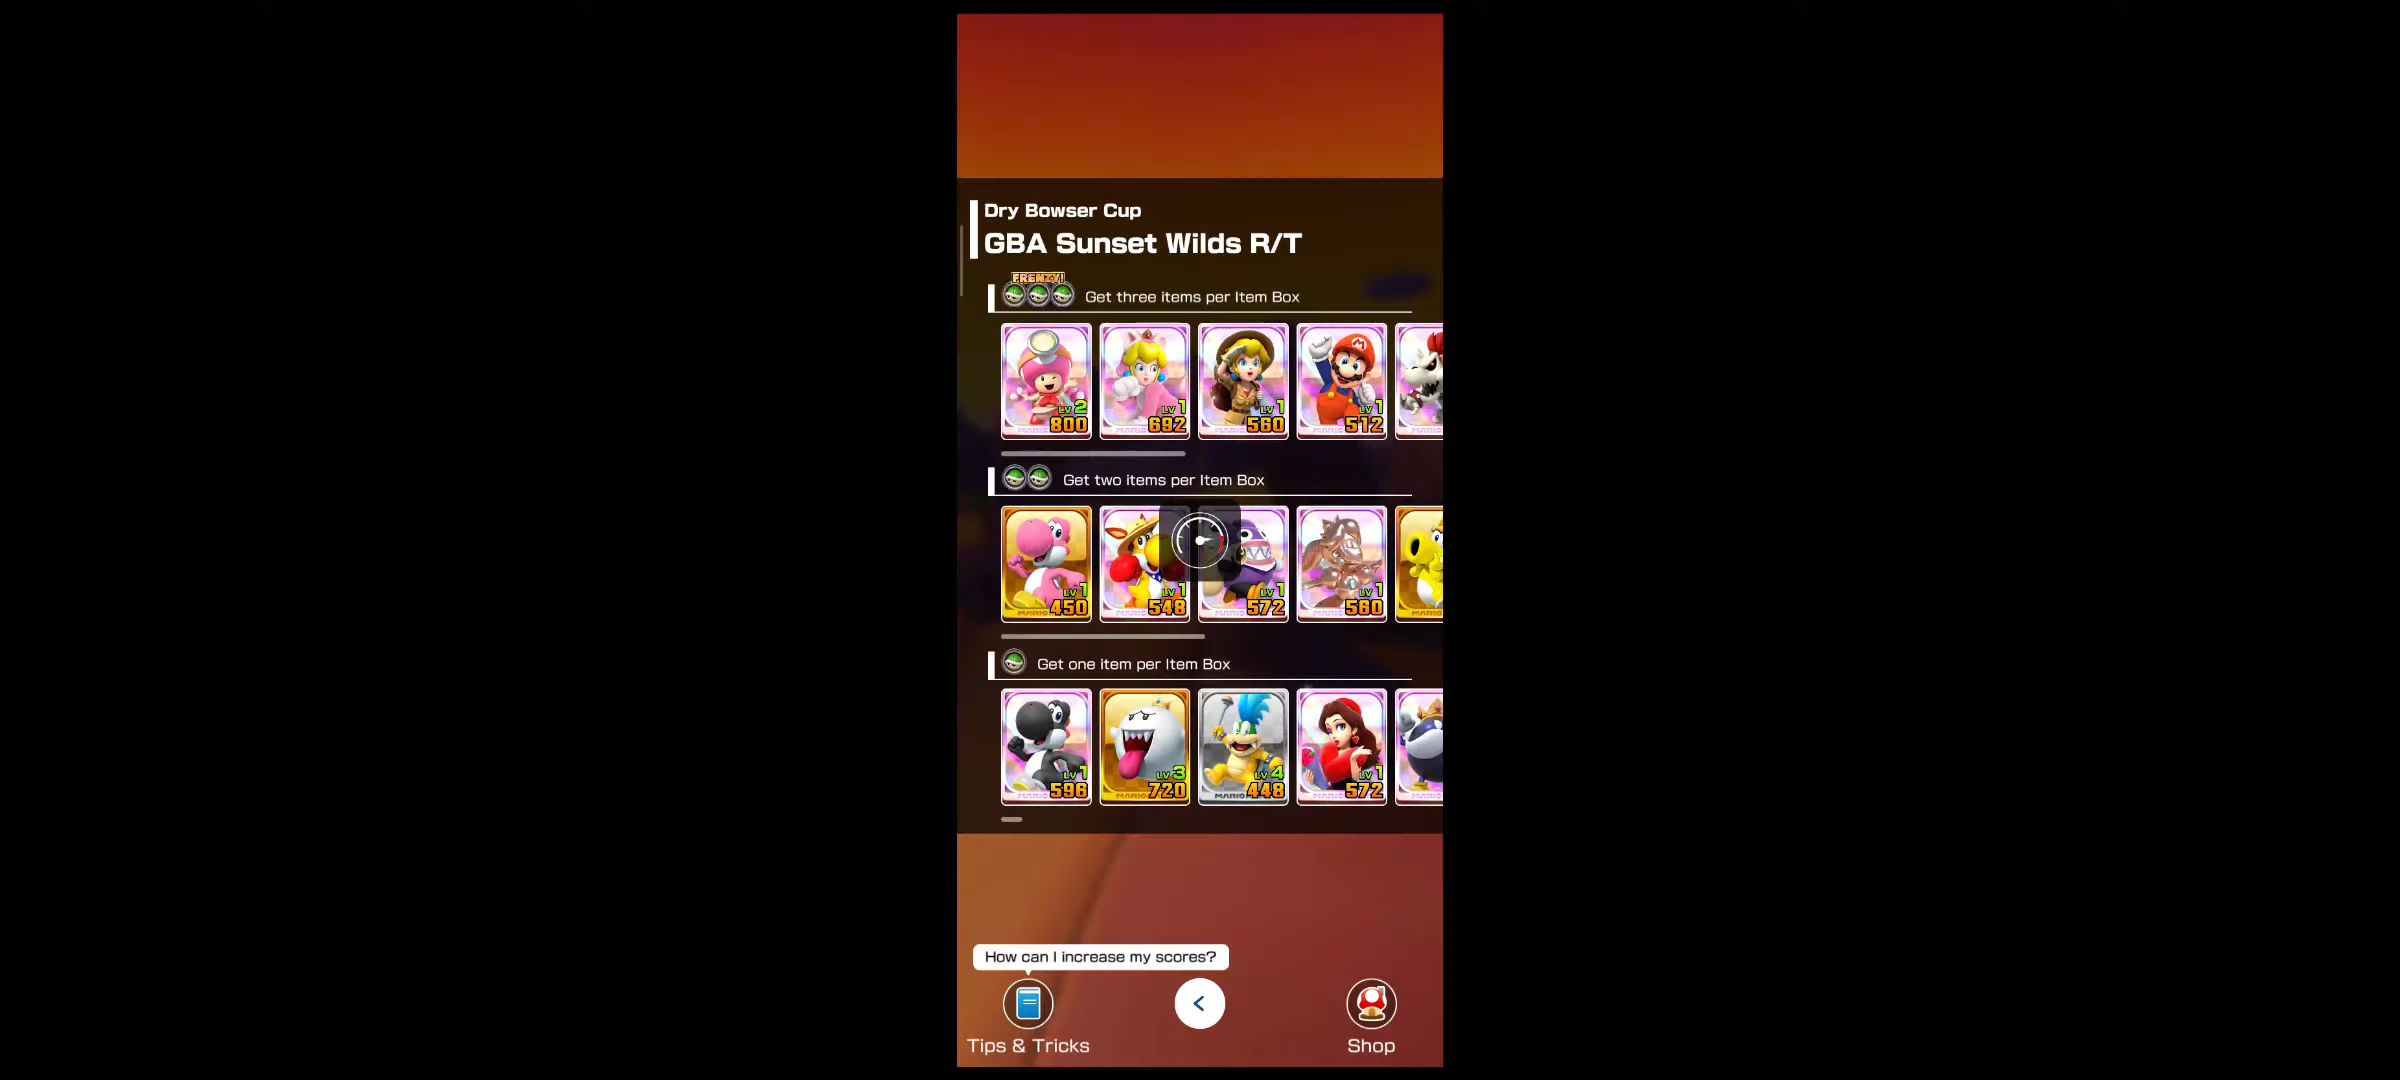 Dry Bowser Cup
GBA Sunset Wilds R/T
FRENZY!
Get three items per Item Box
LV 2 LV 1 LV 1 LV 1
800 692 560 512
Get two items per Item Box
LV 1 LV 1 LV 1 LV 1
450 548 572 560
Get one item per Item Box
LV 1 LV 3 LV 4 LV 1
596 720 448 572
How can I increase my scores?
<
Tips & Tricks Shop